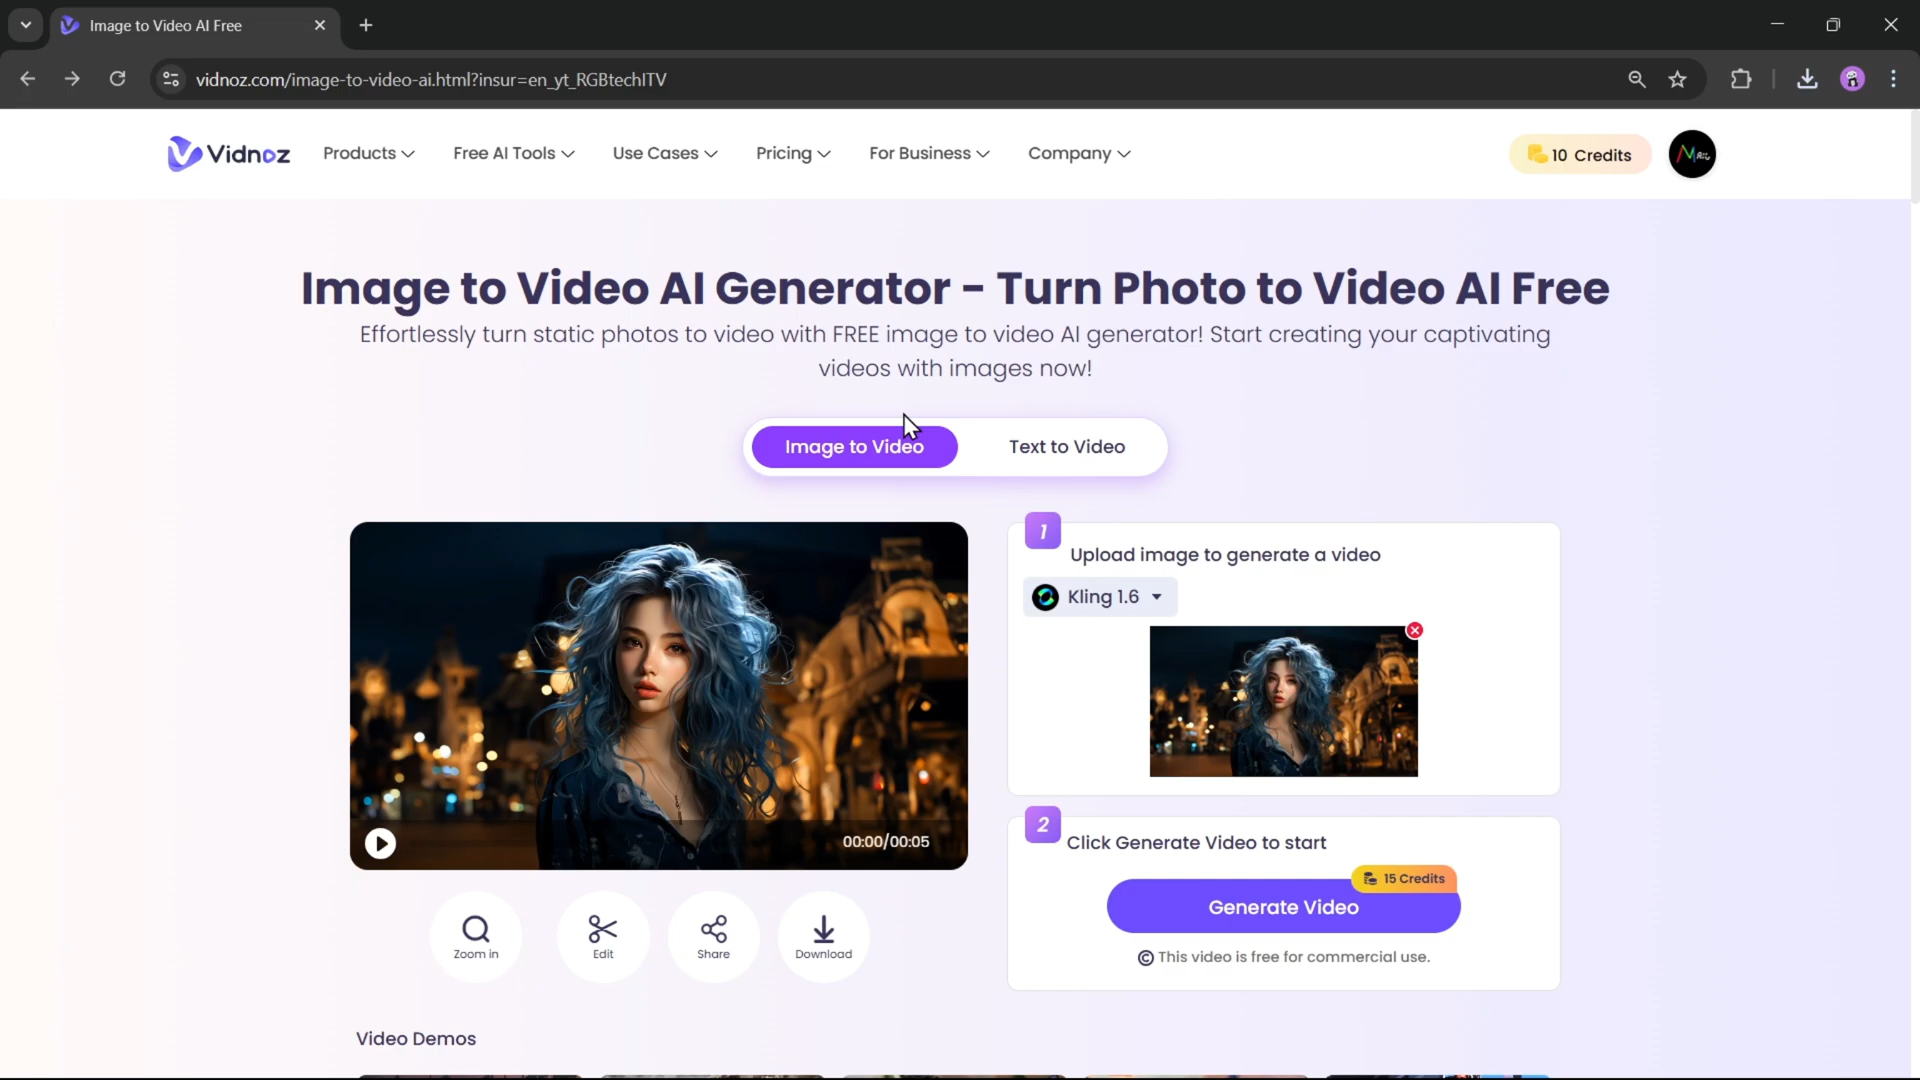 Image to Video AI Free
vidnoz.com/image-to-video-ai.html?insur=en_yt_RGBtechITV
Vidnoz
Products
Free AI Tools
Use Cases
Pricing
For Business
Company
10 Credits
Image to Video AI Generator - Turn Photo to Video AI Free
Effortlessly turn static photos to video with FREE image to video AI generator! Start creating your captivating
videos with images now!
Image to Video
Text to Video
1
Upload image to generate a video
Kling 1.6
00:00/00:05
2
Click Generate Video to start
15 Credits
Generate Video
© This video is free for commercial use.
Zoom in
Edit
Share
Download
Video Demos